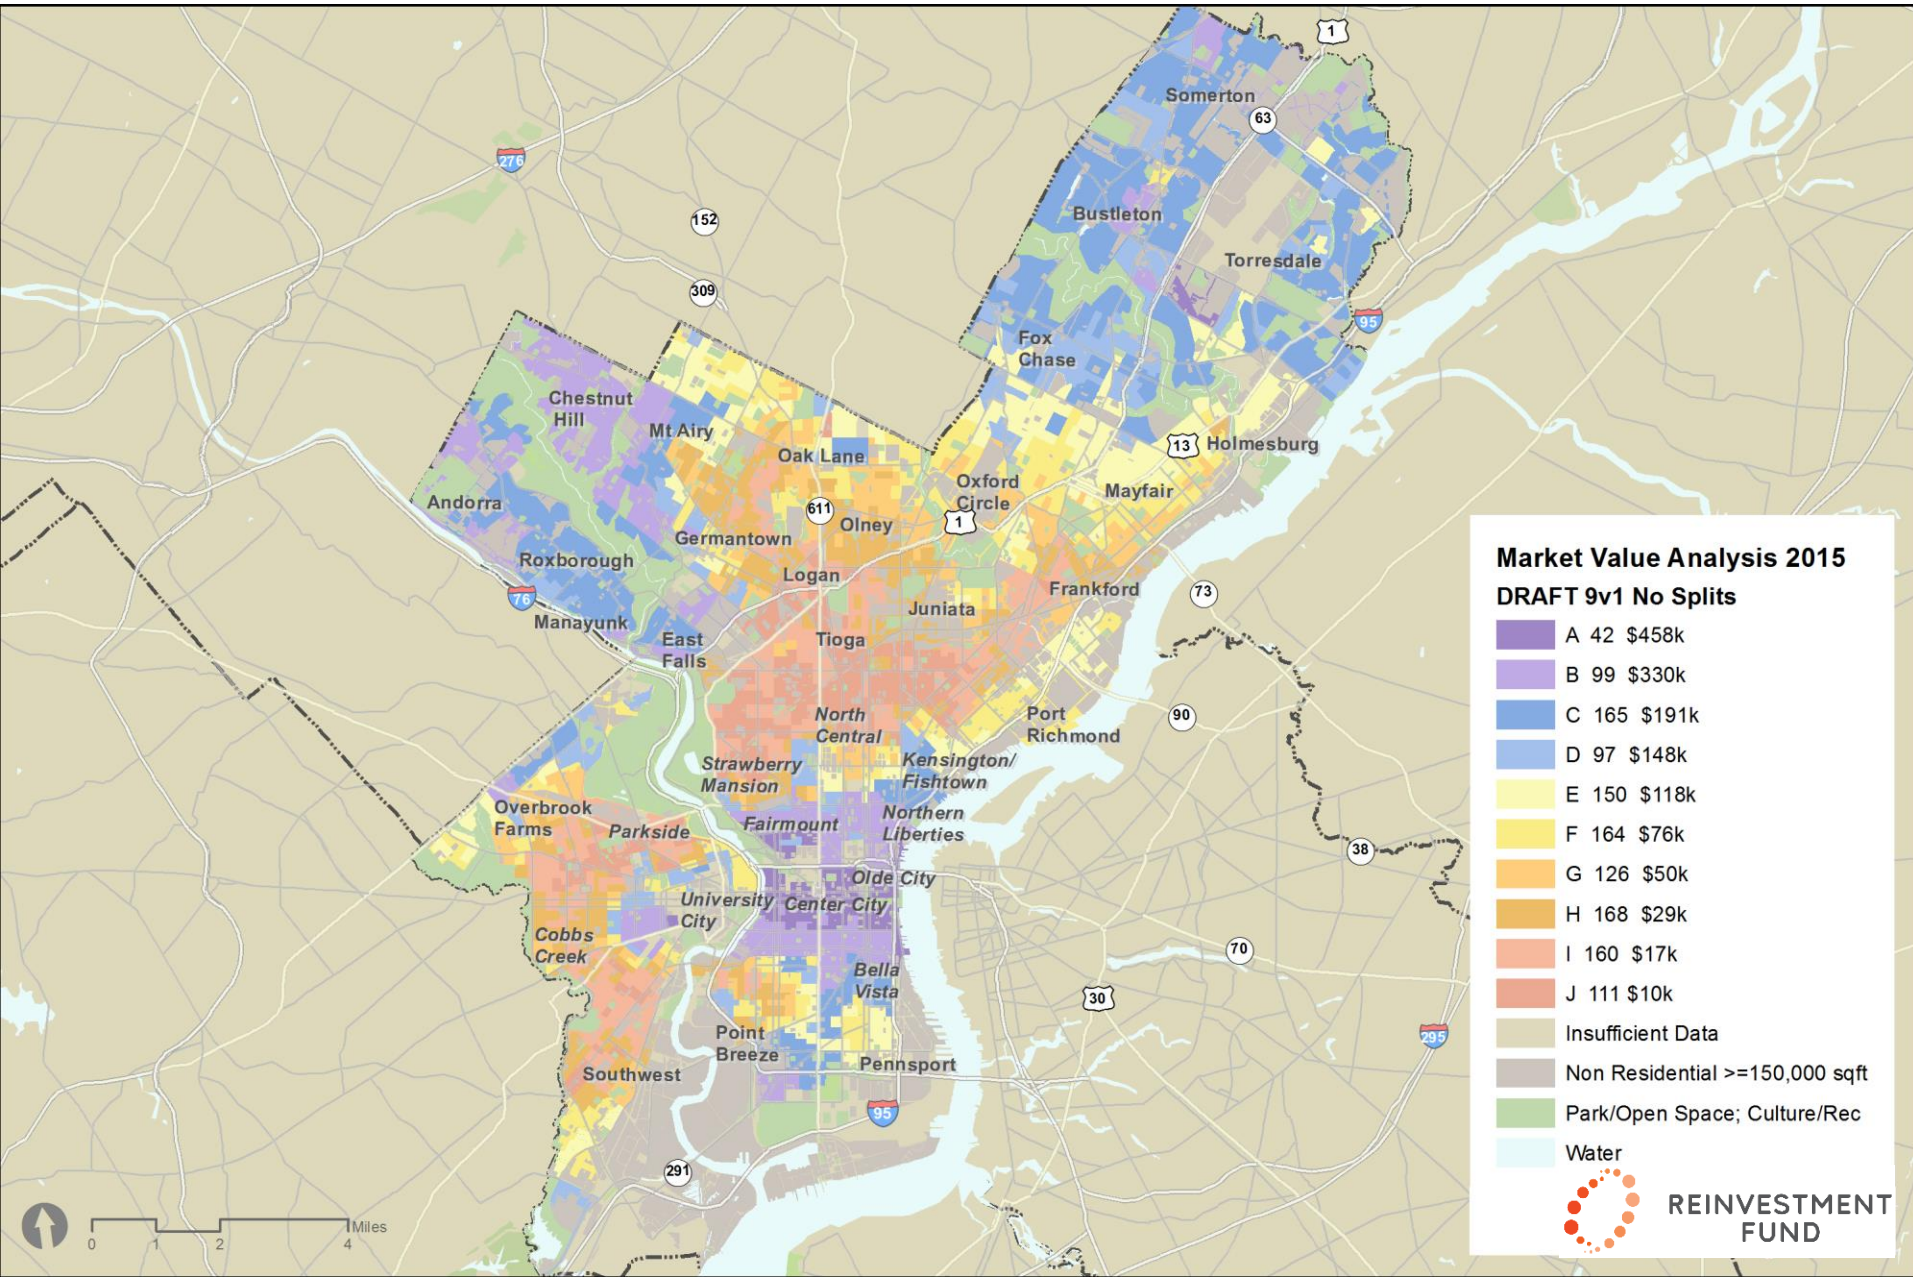 1
Somerton
63
276
152
Bustleton
Torresdale
309
95
Fox
Chase
Chestnut
Hill
Mt Airy
13
Holmesburg
Oak Lane
Oxford
Circle
Mayfair
Andorra
611
Olney
1
Germantown
Roxborough
Logan
Frankford
73
76
Juniata
Manayunk
East
Falls
Tioga
North
Central
Port
Richmond
90
Strawberry
Mansion
Kensington/
Fishtown
Overbrook
Farms
Parkside
Fairmount
Northern
Liberties
38
Olde City
University
City
Center City
Cobbs
Creek
70
Bella
Vista
30
Point
Breeze
295
Southwest
Pennsport
95
291
0 1 2 4
Miles
Market Value Analysis 2015
DRAFT 9v1 No Splits
A 42 $458k
B 99 $330k
C 165 $191k
D 97 $148k
E 150 $118k
F 164 $76k
G 126 $50k
H 168 $29k
I 160 $17k
J 111 $10k
Insufficient Data
Non Residential >=150,000 sqft
Park/Open Space; Culture/Rec
Water
REINVESTMENT
FUND